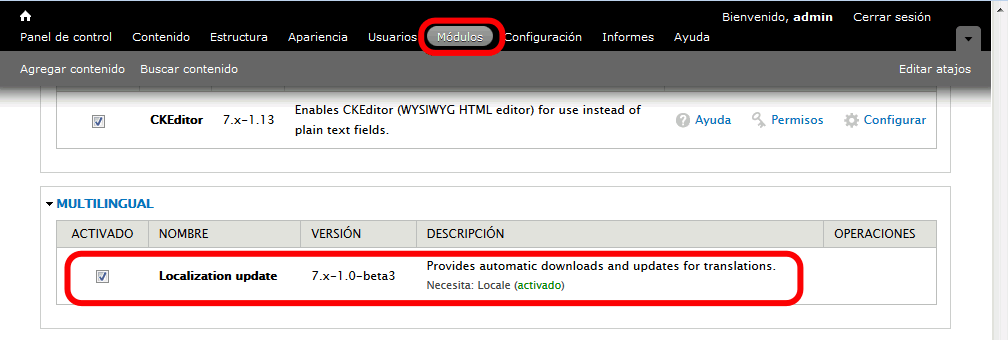 Bienvenido, admin Cerrar sesión
Panel de control Contenido Estructura Apariencia Usuarios Módulos Configuración Informes Ayuda
Agregar contenido Buscar contenido Editar atajos
CKEditor 7.x-1.13 Enables CKEditor (WYSIWYG HTML editor) for use instead of
plain text fields. Ayuda Permisos Configurar
MULTILINGUAL
ACTIVADO NOMBRE VERSIÓN DESCRIPCIÓN OPERACIONES
Localization update 7.x-1.0-beta3 Provides automatic downloads and updates for translations.
Necesita: Locale (activado)